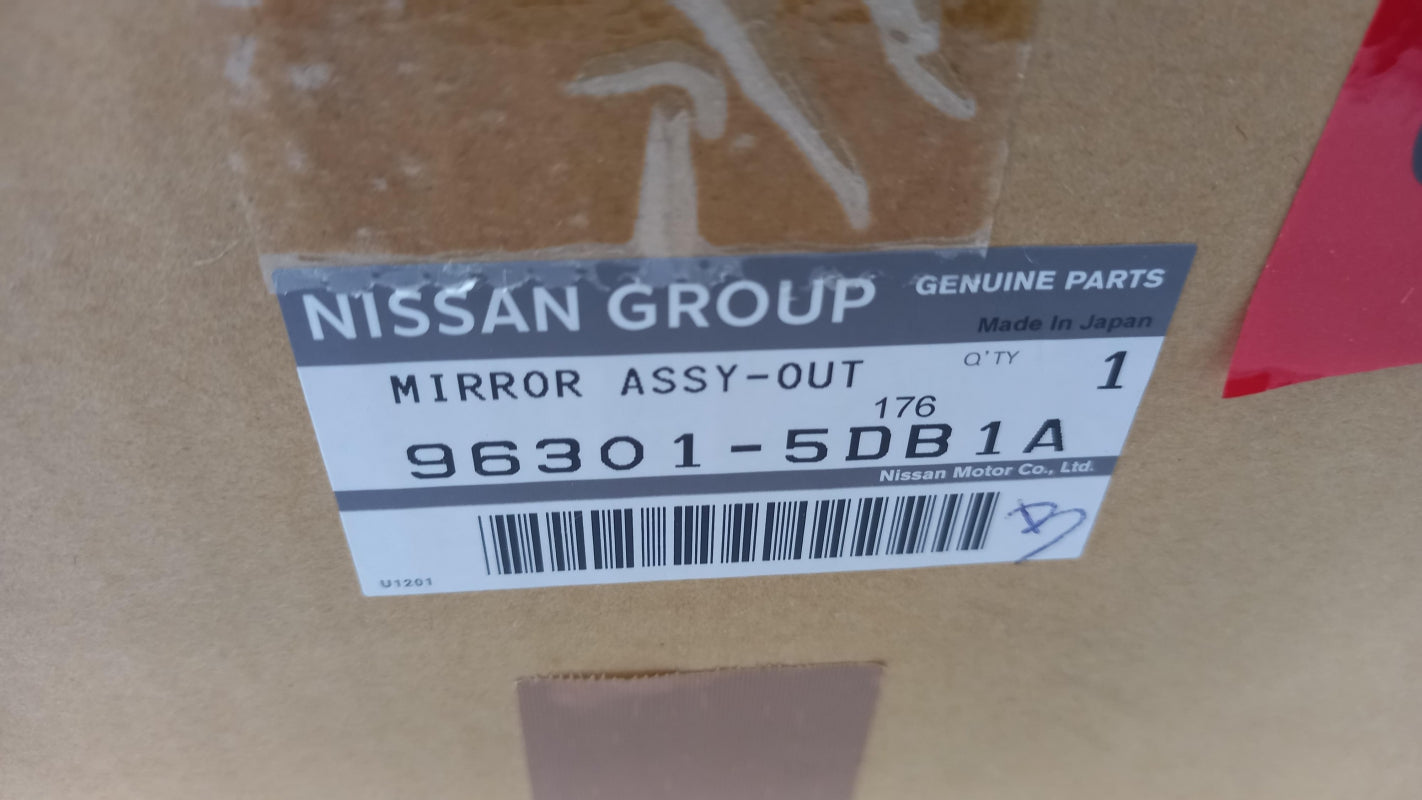 NISSAN GROUP
GENUINE PARTS
Made In Japan
MIRROR ASSY-OUT
Q'TY
1
176
96301-5DB1A
Nissan Motor Co., Ltd.
U1201